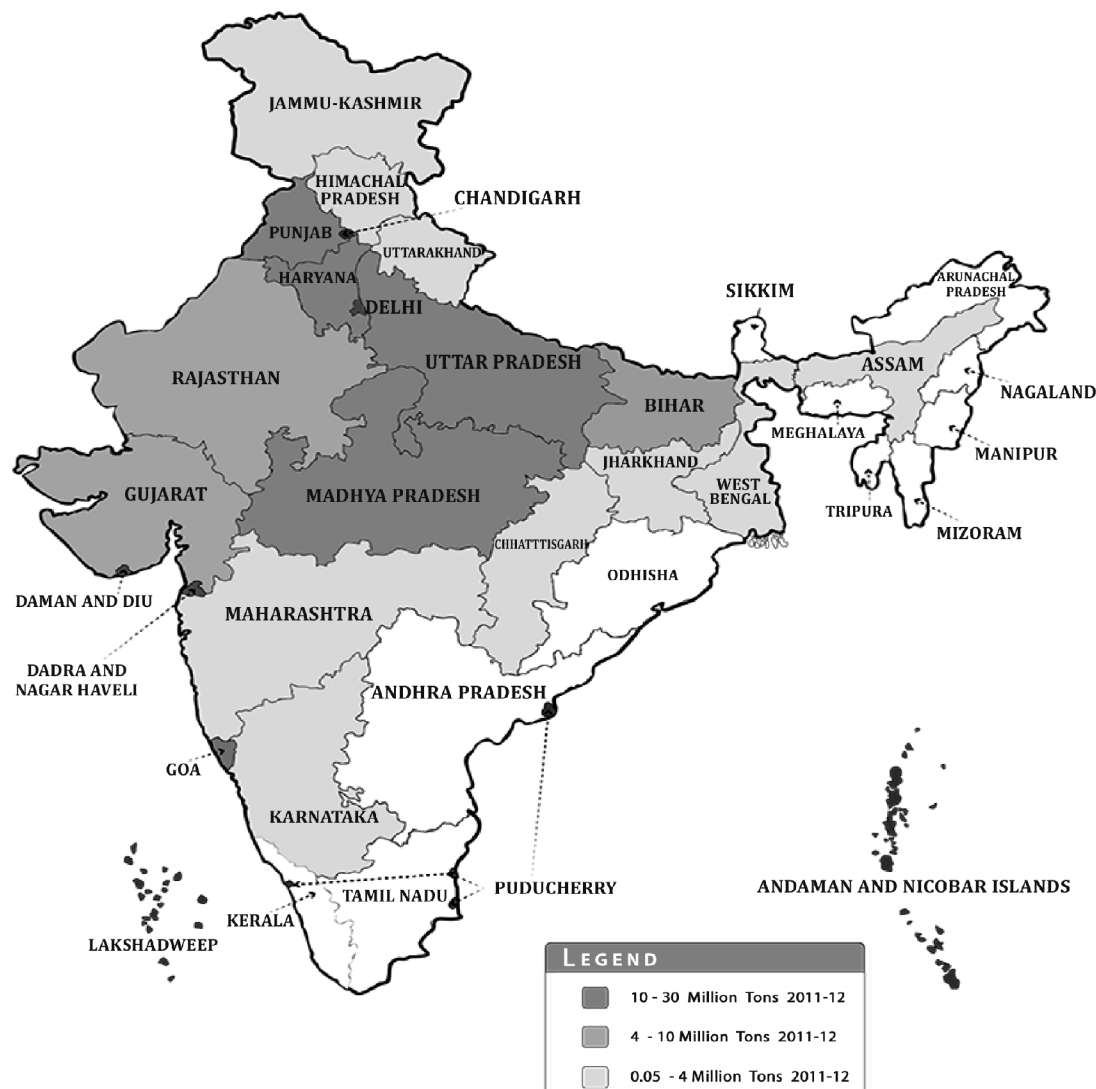 JAMMU-KASHMIR
HIMACHAL
PRADESH
CHANDIGARH
PUNJAB
UTTARAKHAND
HARYANA
DELHI
ARUNACHAL
PRADESH
SIKKIM
UTTAR PRADESH
RAJASTHAN
ASSAM
NAGALAND
BIHAR
MEGHALAYA
MANIPUR
JHARKHAND
GUJARAT
MADHYA PRADESH
WEST
BENGAL
TRIPURA
MIZORAM
CHHATTTISGARH
ODHISHA
DAMAN AND DIU
MAHARASHTRA
DADRA AND
NAGAR HAVELI
ANDHRA PRADESH
GOA
KARNATAKA
PUDUCHERRY
ANDAMAN AND NICOBAR ISLANDS
TAMIL NADU
KERALA
LAKSHADWEEP
LEGEND
10 - 30 Million Tons 2011-12
4 - 10 Million Tons 2011-12
0.05 - 4 Million Tons 2011-12